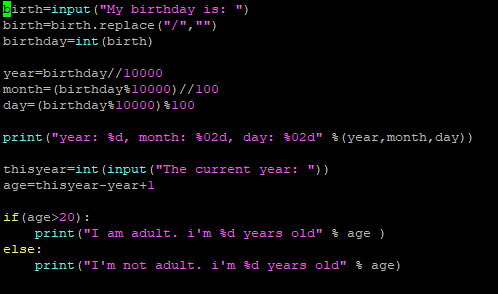 birth=input("My birthday is: ")
birth=birth.replace("/","")
birthday=int(birth)

year=birthday//10000
month=(birthday%10000)//100
day=(birthday%10000)%100

print("year: %d, month: %02d, day: %02d" %(year,month,day))

thisyear=int(input("The current year: "))
age=thisyear-year+1

if(age>20):
    print("I am adult. i'm %d years old" % age )
else:
    print("I'm not adult. i'm %d years old" % age)